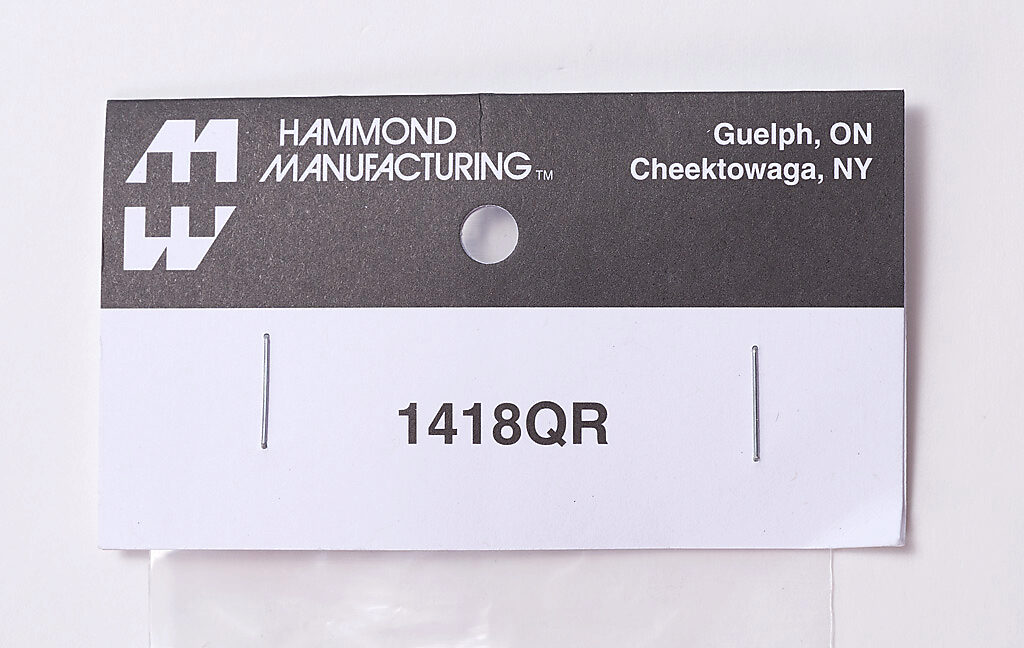 HAMMOND
MANUFACTURING™
Guelph, ON
Cheektowaga, NY
1418QR